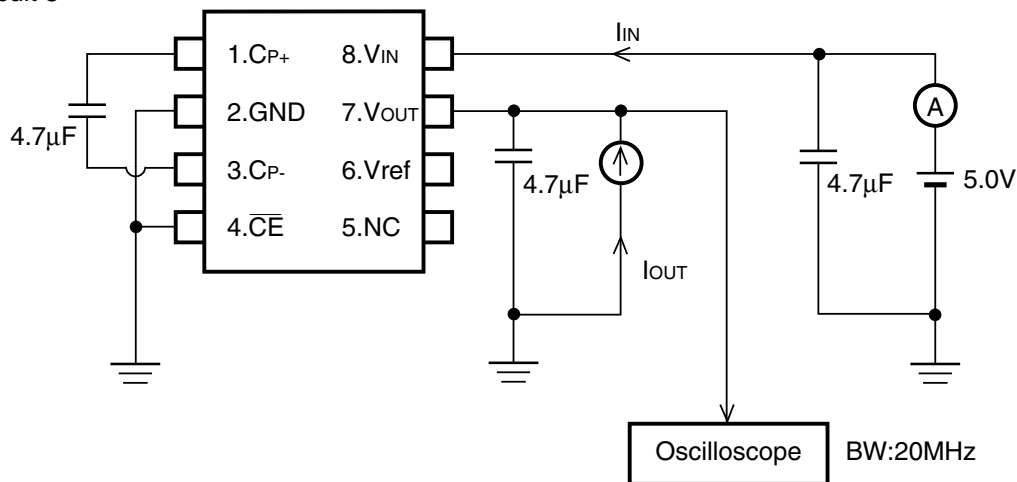 1.CP+
8.VIN
IIN
2.GND
7.VOUT
A
4.7μF
3.CP-
6.Vref
4.7μF
4.7μF
5.0V
4.CE
5.NC
IOUT
Oscilloscope
BW:20MHz